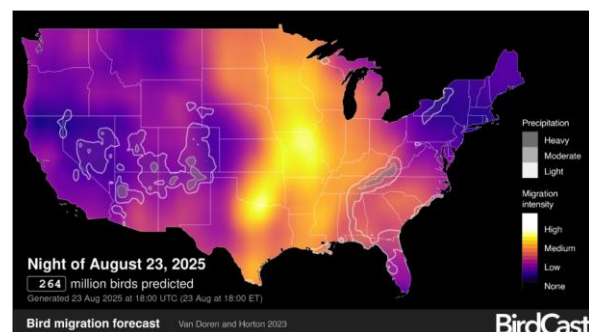 Precipitation
Heavy
Moderate
Light
Migration
intensity
High
Medium
Low
None
Night of August 23, 2025
264 million birds predicted
Generated 23 Aug 2025 at 18:00 UTC (23 Aug at 18:00 ET)
Bird migration forecast Van Doren and Horton 2023
BirdCast